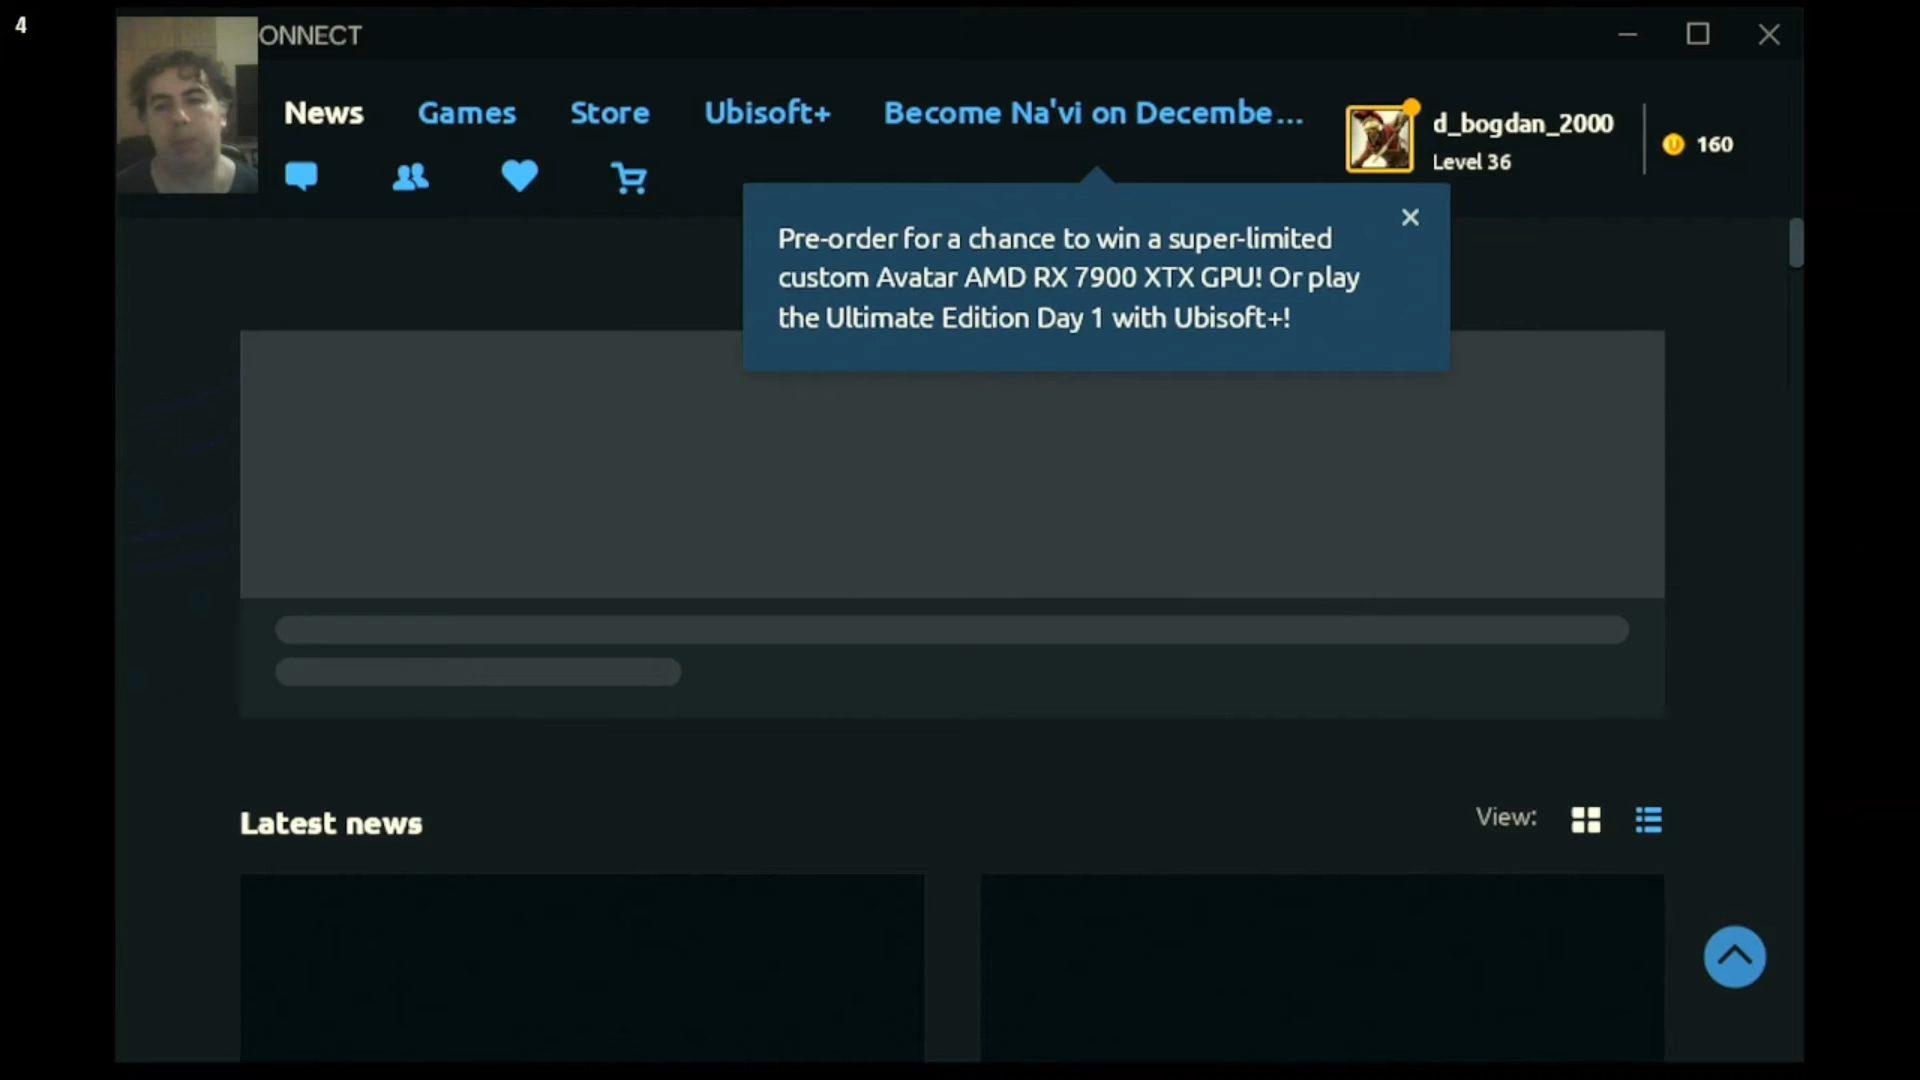 4
ONNECT
News Games Store Ubisoft+ Become Na'vi on Decembe...
d_bogdan_2000
Level 36
160
Pre-order for a chance to win a super-limited
custom Avatar AMD RX 7900 XTX GPU! Or play
the Ultimate Edition Day 1 with Ubisoft+!
Latest news
View: